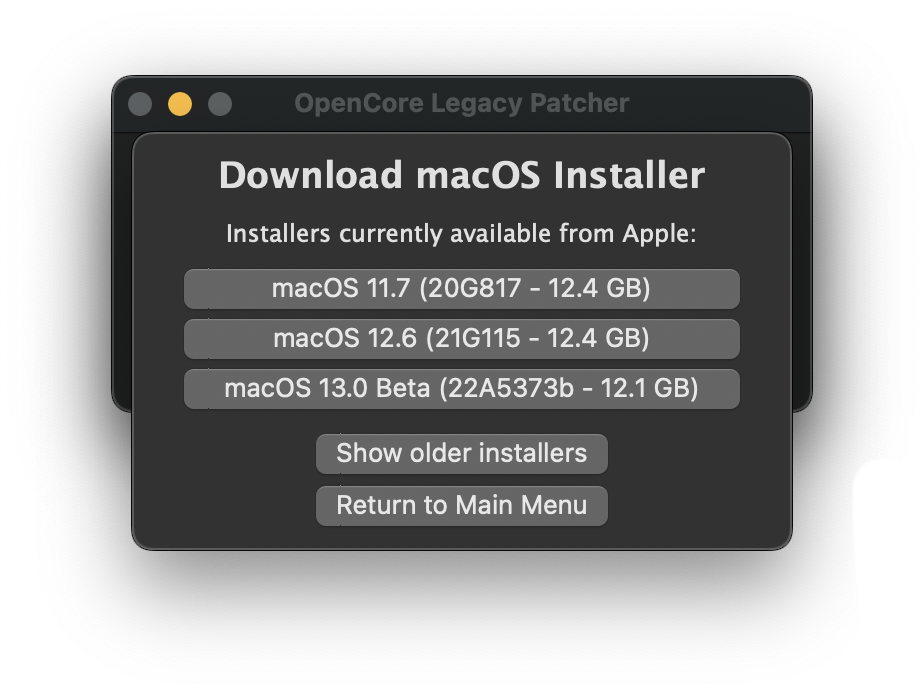 OpenCore Legacy Patcher
Download macOS Installer
Installers currently available from Apple:
macOS 11.7 (20G817 - 12.4 GB)
macOS 12.6 (21G115 - 12.4 GB)
macOS 13.0 Beta (22A5373b - 12.1 GB)
Show older installers
Return to Main Menu